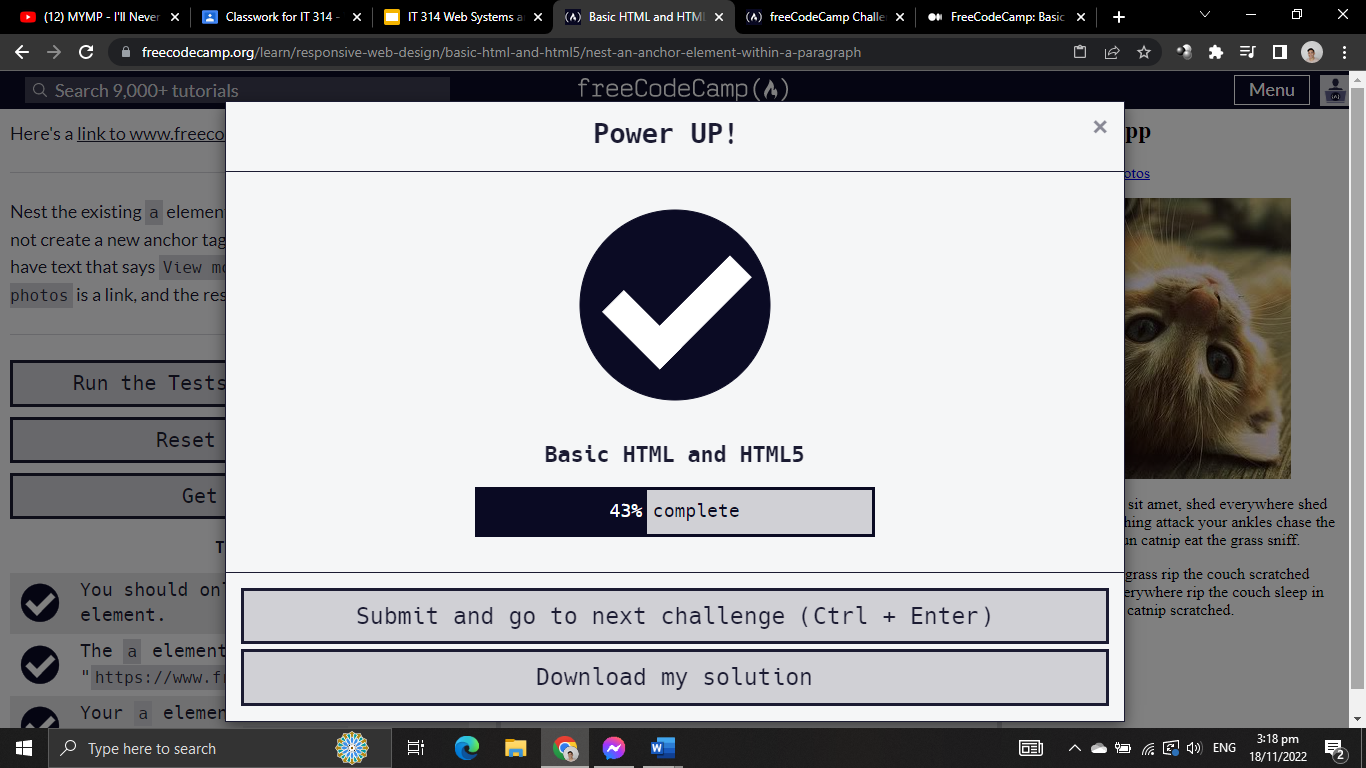 (12) MYMP - I'll Never
Classwork for IT 314 -
IT 314 Web Systems a
Basic HTML and HTM
freeCodeCamp Challe
FreeCodeCamp: Basic
freecodecamp.org/learn/responsive-web-design/basic-html-and-html5/nest-an-anchor-element-within-a-paragraph
Search 9,000+ tutorials
freeCodeCamp
Menu
Here's a link to www.freeco
Nest the existing a elemen
not create a new anchor tag
have text that says View mo
photos is a link, and the res
Run the Tests
Reset
Get
T
You should onl
element.
The a element
"https://www.fr
Your a elemen
Power UP!
×
Basic HTML and HTML5
43% complete
Submit and go to next challenge (Ctrl + Enter)
Download my solution
pp
otos
sit amet, shed everywhere shed
hing attack your ankles chase the
un catnip eat the grass sniff.
grass rip the couch scratched
erywhere rip the couch sleep in
catnip scratched.
Type here to search
ENG
3:18 pm
18/11/2022
2